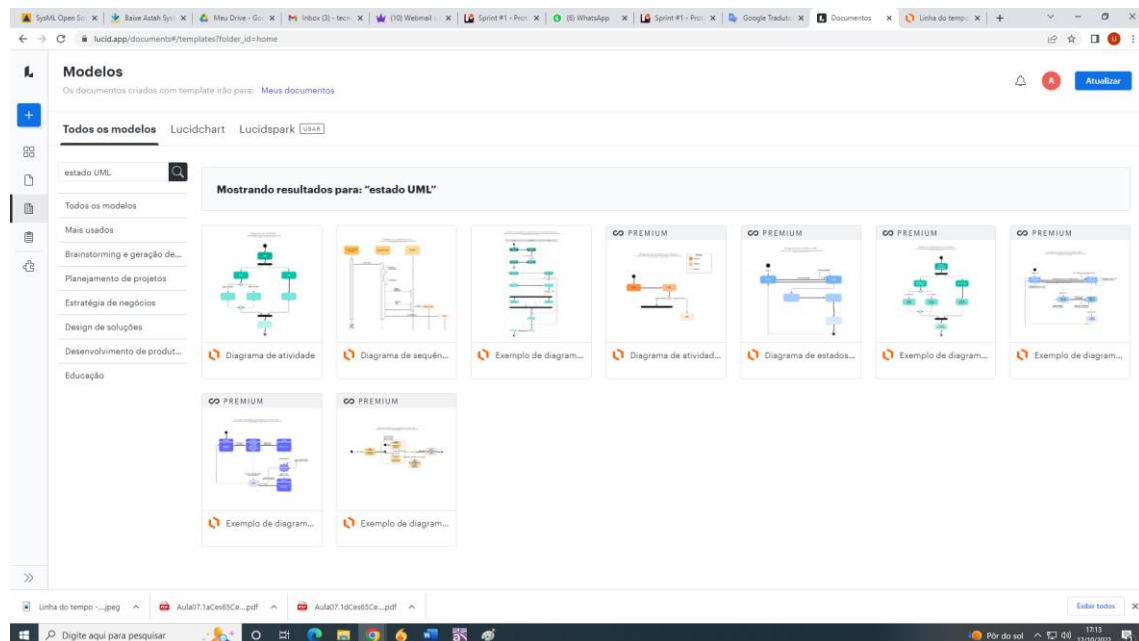 SysML Open So
Baixe Astah Sys
Meu Drive - Go
Inbox (3) - tecn
(10) Webmail
Sprint #1 - Pro
(6) WhatsApp
Sprint #1 - Prot
Google Traduto
Documentos
Linha do tempo
lucid.app/documents#/templates?folder_id=home
U
Modelos
Os documentos criados com template irão para: Meus documentos
A
Atualizar
Todos os modelos Lucidchart Lucidspark USAR
estado UML
Mostrando resultados para: “estado UML”
Todos os modelos
Mais usados
Brainstorming e geração de...
Planejamento de projetos
Estratégia de negócios
Design de soluções
Desenvolvimento de produt...
Educação
PREMIUM
PREMIUM
PREMIUM
PREMIUM
Diagrama de atividade
Diagrama de sequên...
Exemplo de diagram...
Diagrama de atividad...
Diagrama de estados...
Exemplo de diagram...
Exemplo de diagram...
PREMIUM
PREMIUM
Exemplo de diagram...
Exemplo de diagram...
Linha do tempo -....jpeg
Aula07.1aCes65Ce....pdf
Aula07.1dCes65Ce....pdf
Exibir todos
Digite aqui para pesquisar
Pôr do sol
17:13
12/10/2022